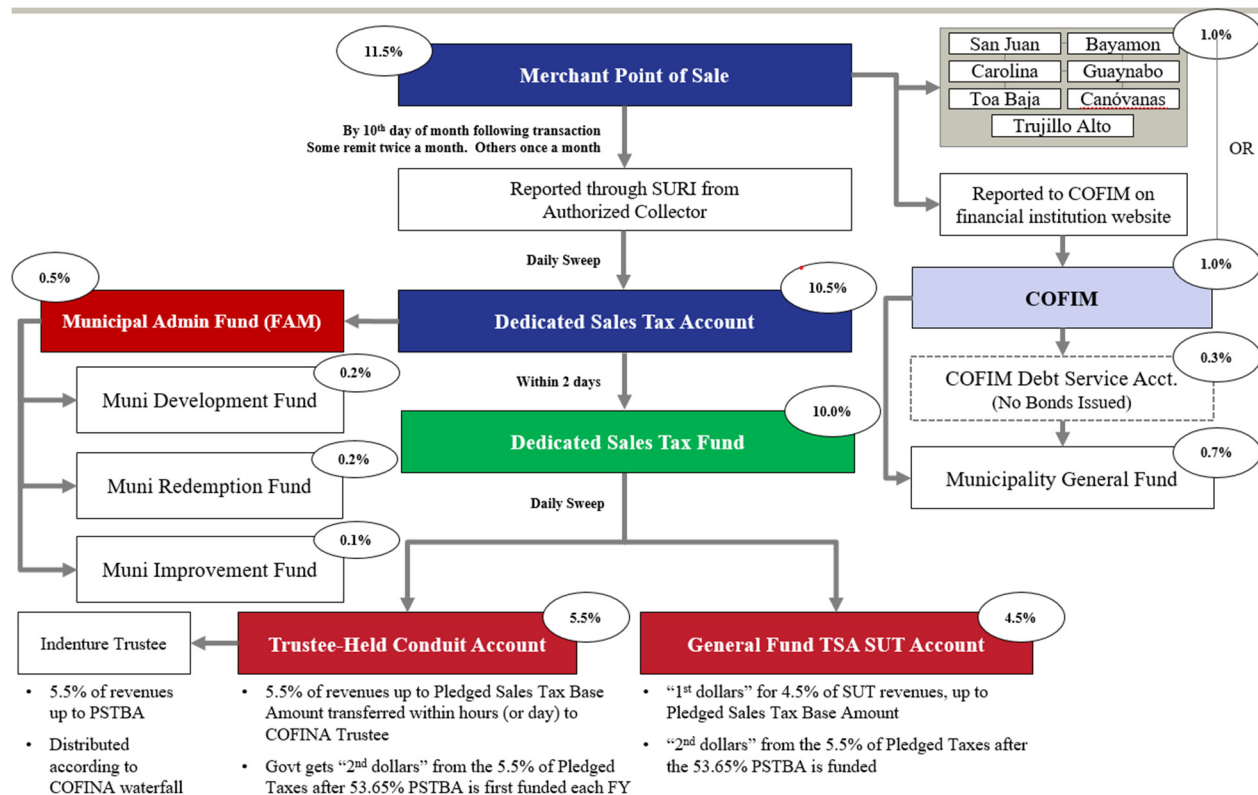 11.5%
Merchant Point of Sale
1.0%
San Juan
Bayamon
Carolina
Guaynabo
Toa Baja
Canóvanas
Trujillo Alto
OR
By 10th day of month following transaction
Some remit twice a month.  Others once a month
Reported through SURI from
Authorized Collector
Reported to COFIM on
financial institution website
Daily Sweep
0.5%
Municipal Admin Fund (FAM)
10.5%
Dedicated Sales Tax Account
1.0%
COFIM
0.2%
Muni Development Fund
Within 2 days
0.3%
COFIM Debt Service Acct.
(No Bonds Issued)
10.0%
Dedicated Sales Tax Fund
0.2%
Muni Redemption Fund
0.7%
Municipality General Fund
Daily Sweep
0.1%
Muni Improvement Fund
Indenture Trustee
5.5%
Trustee-Held Conduit Account
4.5%
General Fund TSA SUT Account
• 5.5% of revenues
up to PSTBA
• Distributed
according to
COFINA waterfall
• 5.5% of revenues up to Pledged Sales Tax Base
Amount transferred within hours (or day) to
COFINA Trustee
• Govt gets “2nd dollars” from the 5.5% of Pledged
Taxes after 53.65% PSTBA is first funded each FY
• “1st dollars” for 4.5% of SUT revenues, up to
Pledged Sales Tax Base Amount
• “2nd dollars” from the 5.5% of Pledged Taxes after
the 53.65% PSTBA is funded